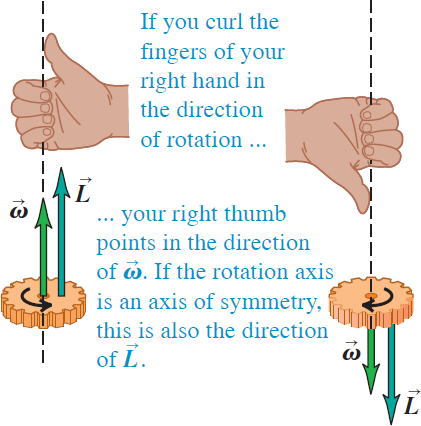 If you curl the
fingers of your
right hand in
the direction
of rotation ...
L⃗
ω⃗
... your right thumb
points in the direction
of ω⃗. If the rotation axis
is an axis of symmetry,
this is also the direction
of L⃗.
ω⃗
L⃗